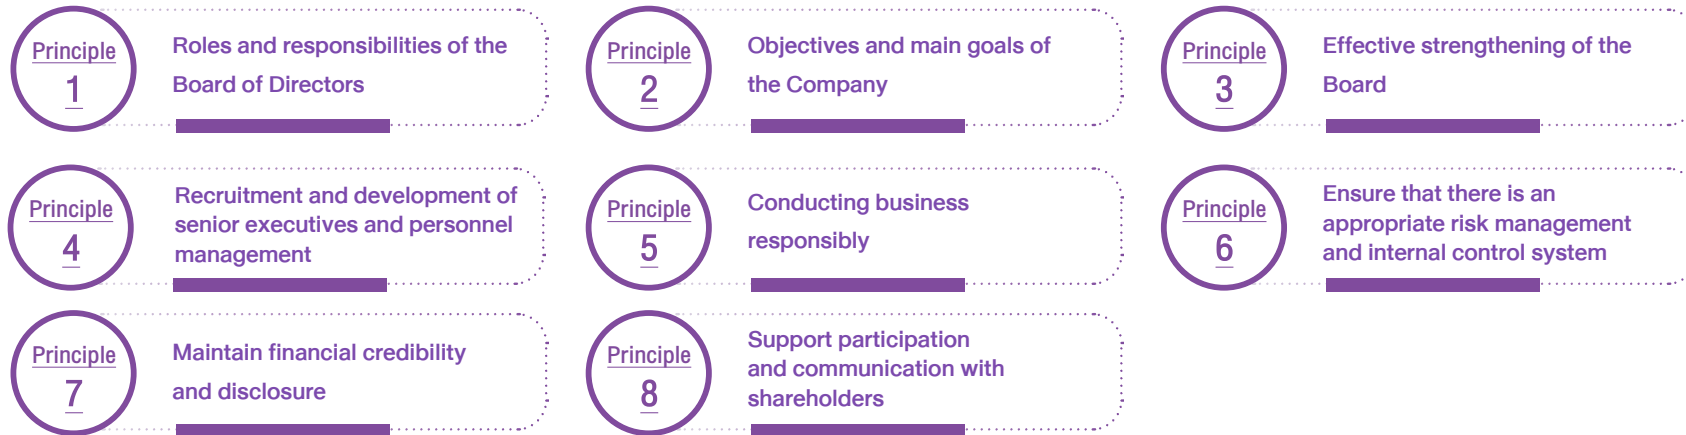 Principle
1
Roles and responsibilities of the
Board of Directors
Principle
2
Objectives and main goals of
the Company
Principle
3
Effective strengthening of the
Board
Principle
4
Recruitment and development of
senior executives and personnel
management
Principle
5
Conducting business
responsibly
Principle
6
Ensure that there is an
appropriate risk management
and internal control system
Principle
7
Maintain financial credibility
and disclosure
Principle
8
Support participation
and communication with
shareholders